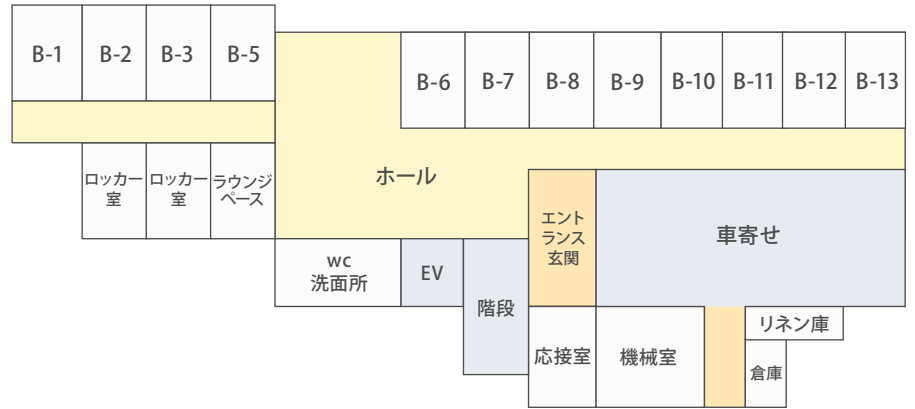 B-1
B-2
B-3
B-5
B-6
B-7
B-8
B-9
B-10
B-11
B-12
B-13
ロッカー
室
ロッカー
室
ラウンジ
ペース
ホール
エント
ランス
玄関
車寄せ
wc
洗面所
EV
階段
応接室
機械室
リネン庫
倉庫